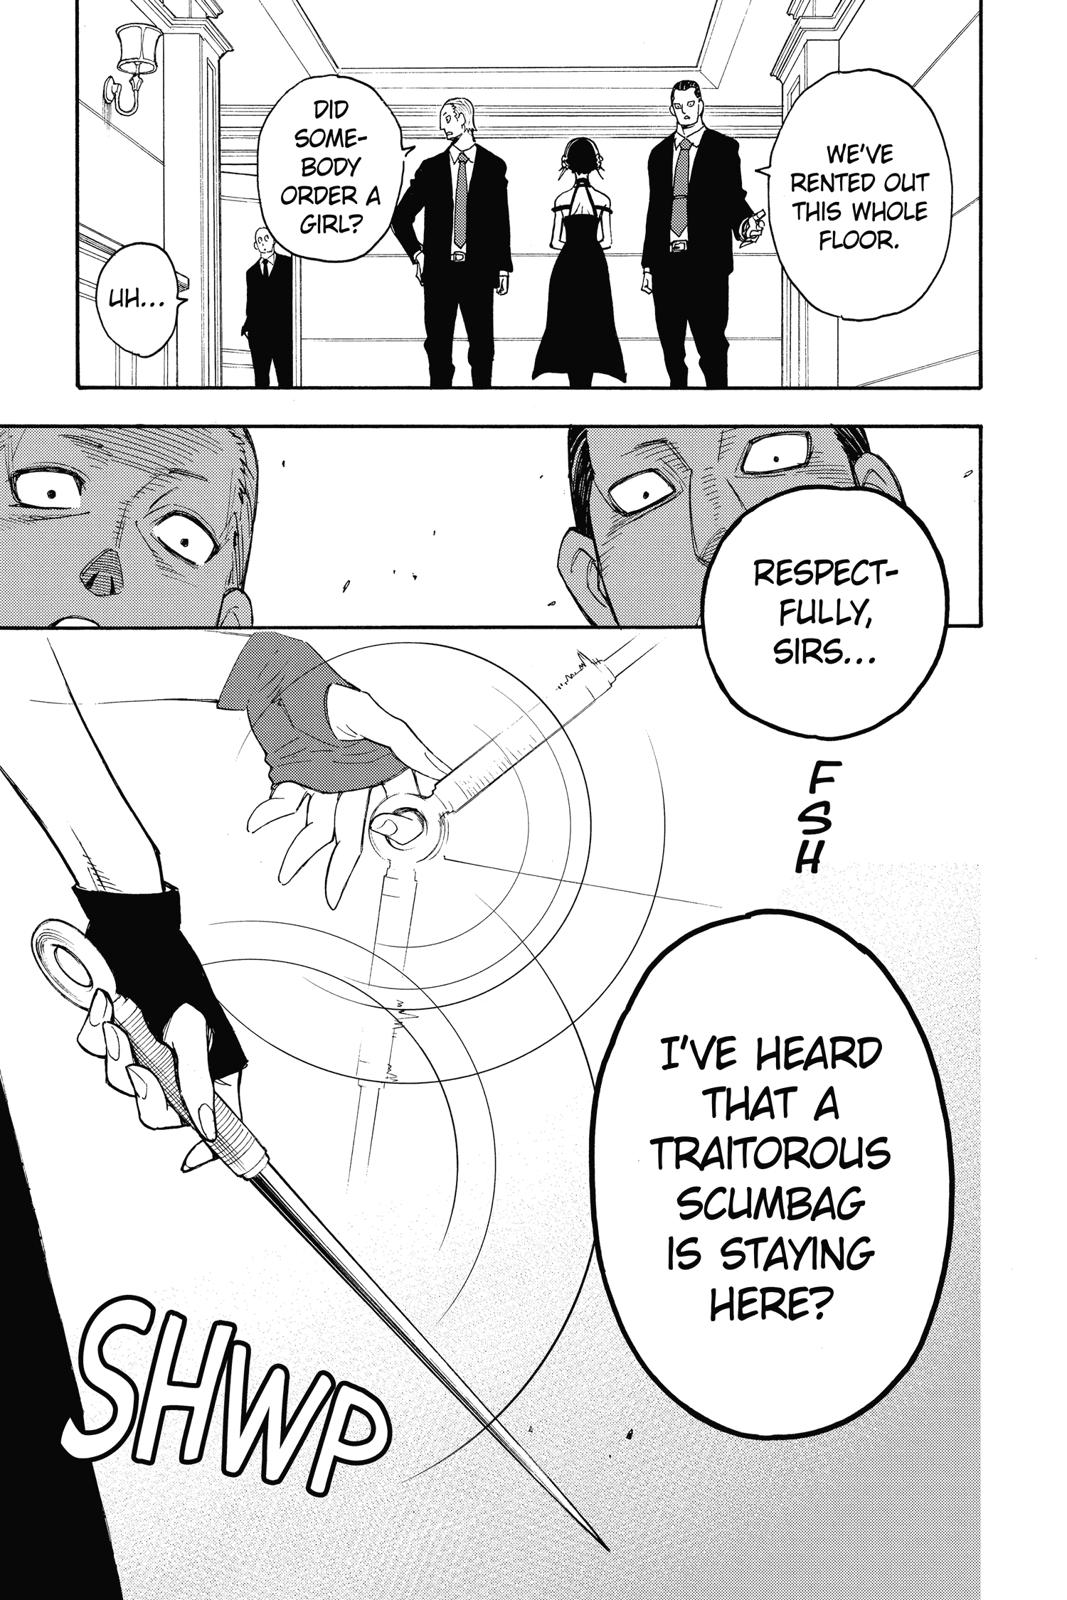 WE'VE
RENTED OUT
THIS WHOLE
FLOOR.
DID
SOME-
BODY
ORDER A
GIRL?
UH...
RESPECT-
FULLY,
SIRS...
FSH
I'VE HEARD
THAT A
TRAITOROUS
SCUMBAG
IS STAYING
HERE?
SHWP